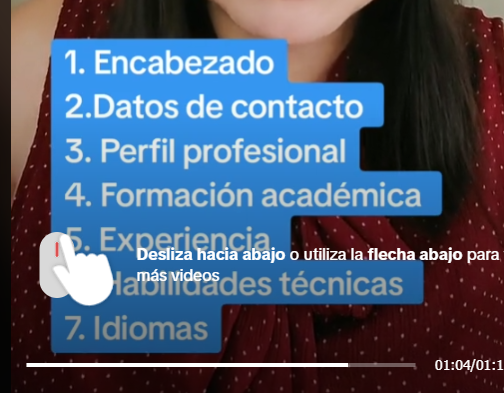 1. Encabezado
2.Datos de contacto
3. Perfil profesional
4. Formación académica
5. Experiencia
Desliza hacia abajo o utiliza la flecha abajo para
más videos
Habilidades técnicas
7. Idiomas
01:04/01:1